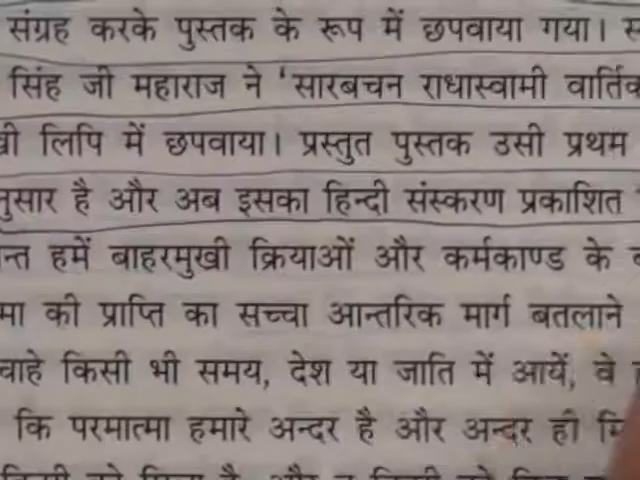 संग्रह करके पुस्तक के रूप में छपवाया गया।
सिंह जी महाराज ने 'सारबचन राधास्वामी वार्तिक
लिपि में छपवाया। प्रस्तुत पुस्तक उसी प्रथम
नुसार है और अब इसका हिन्दी संस्करण प्रकाशित
न्त हमें बाहरमुखी क्रियाओं और कर्मकाण्ड के
मा की प्राप्ति का सच्चा आन्तरिक मार्ग बतलाने
चाहे किसी भी समय, देश या जाति में आयें, वे
कि परमात्मा हमारे अन्दर है और अन्दर ही